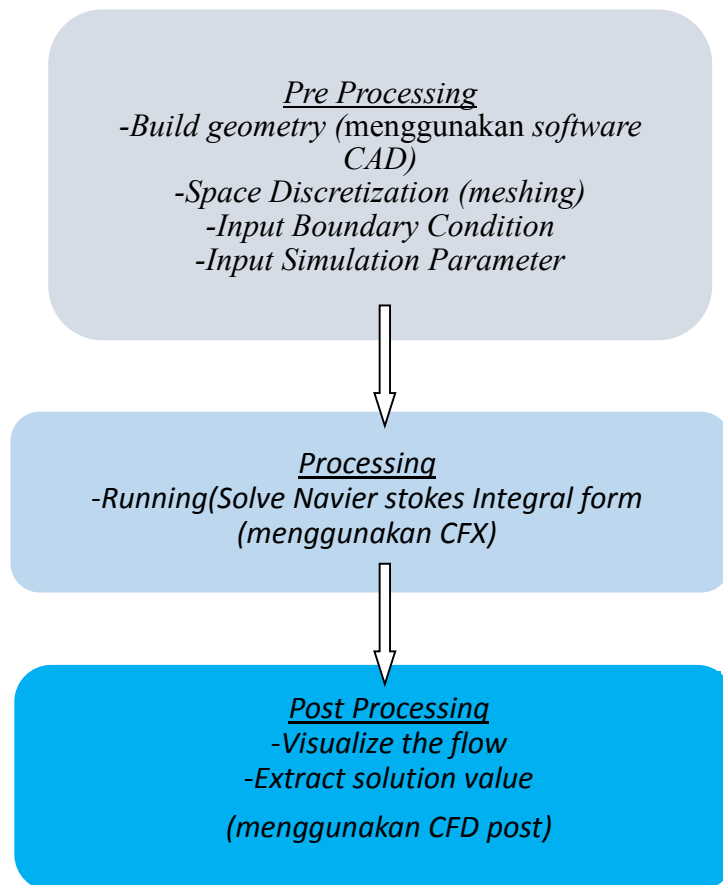 Pre Processing
-Build geometry (menggunakan software
CAD)
-Space Discretization (meshing)
-Input Boundary Condition
-Input Simulation Parameter
Processing
-Running(Solve Navier stokes Integral form
(menggunakan CFX)
Post Processing
-Visualize the flow
-Extract solution value
(menggunakan CFD post)